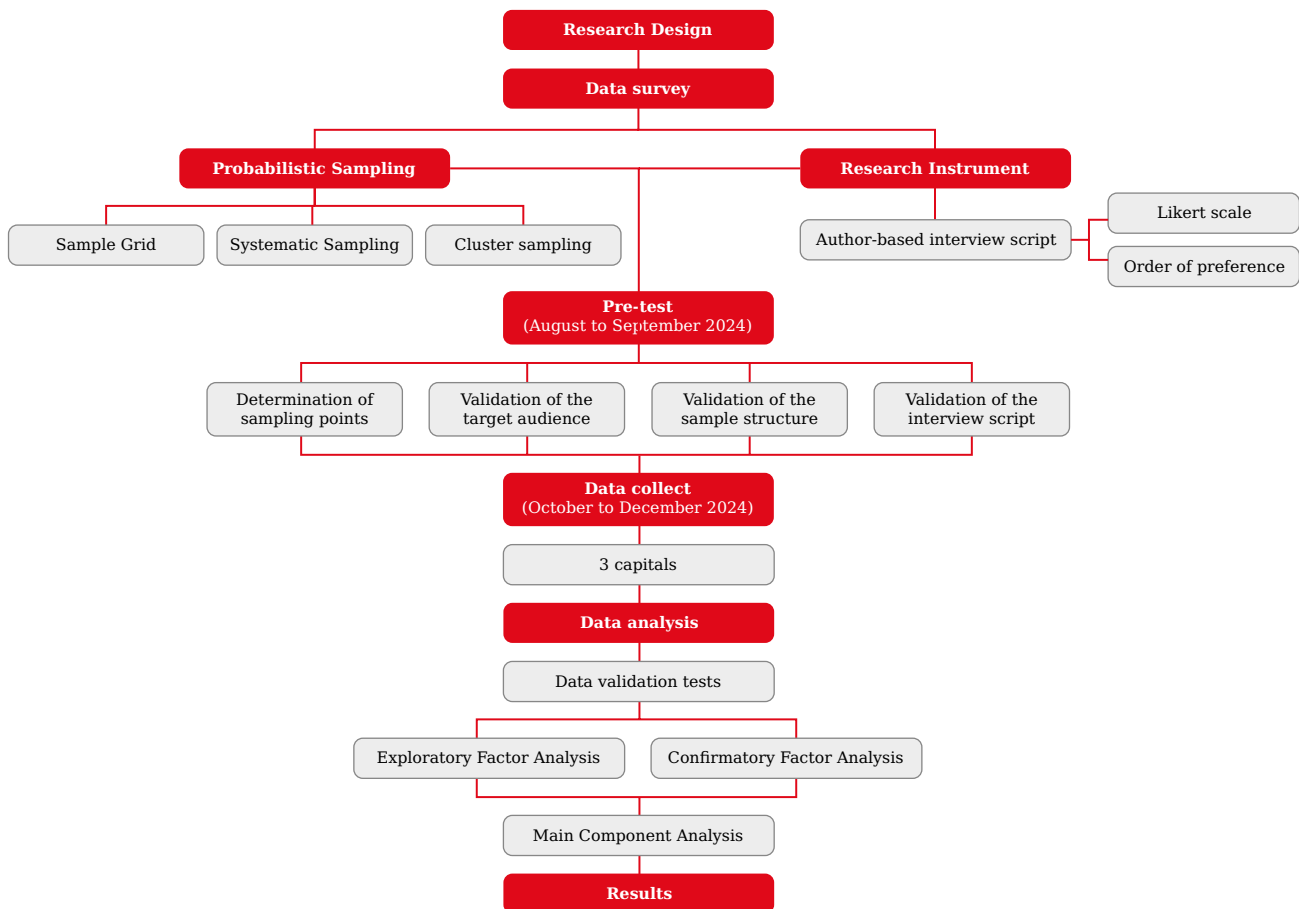 Research Design
Data survey
Probabilistic Sampling
Research Instrument
Sample Grid
Systematic Sampling
Cluster sampling
Author-based interview script
Likert scale
Order of preference
Pre-test
(August to September 2024)
Determination of
sampling points
Validation of the
target audience
Validation of the
sample structure
Validation of the
interview script
Data collect
(October to December 2024)
3 capitals
Data analysis
Data validation tests
Exploratory Factor Analysis
Confirmatory Factor Analysis
Main Component Analysis
Results